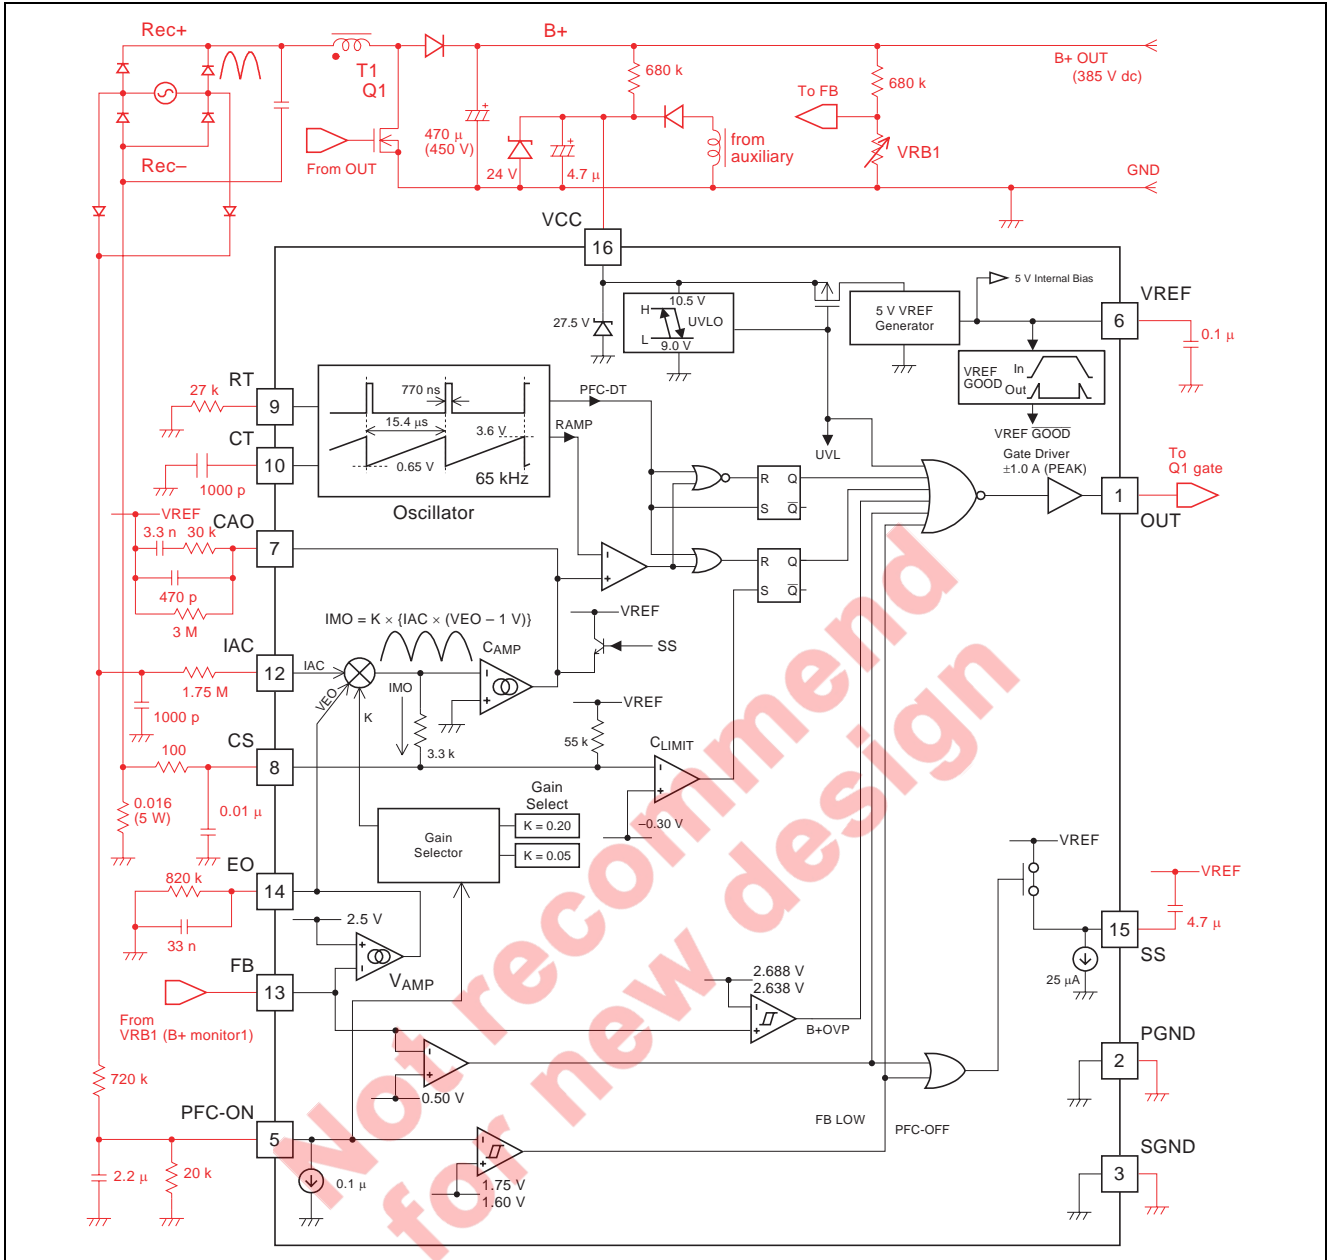 Rec+
B+
T1
Q1
680 k
680 k
B+ OUT
(385 V dc)
To FB
470 μ
(450 V)
from
auxiliary
VRB1
Rec–
From OUT
24 V
4.7 μ
GND
VCC
16
5 V Internal Bias
VREF
10.5 V
H
UVLO
L
9.0 V
27.5 V
5 V VREF
Generator
6
0.1 μ
VREF
GOOD
In
Out
VREF GOOD
RT
27 k
9
770 ns
PFC-DT
15.4 μs
3.6 V
RAMP
CT
10
0.65 V
65 kHz
1000 p
Oscillator
UVL
Gate Driver
±1.0 A (PEAK)
To
Q1 gate
R Q
S Q
1
OUT
VREF
CAO
3.3 n
30 k
7
470 p
3 M
R Q
S Q
IMO = K × {IAC × (VEO – 1 V)}
VREF
SS
CAMP
IAC
12
IAC
1.75 M
VEO
K
IMO
1000 p
3.3 k
VREF
55 k
CLIMIT
CS
100
8
0.016
(5 W)
0.01 μ
–0.30 V
Gain
Select
Gain
Selector
K = 0.20
K = 0.05
EO
820 k
14
33 n
2.5 V
VREF
VREF
4.7 μ
15
SS
25 μA
FB
13
VAMP
From
VRB1 (B+ monitor1)
2.688 V
2.638 V
B+OVP
720 k
0.50 V
PGND
2
FB LOW
PFC-OFF
PFC-ON
5
SGND
3
2.2 μ
20 k
0.1 μ
1.75 V
1.60 V
Not recommend
for new design